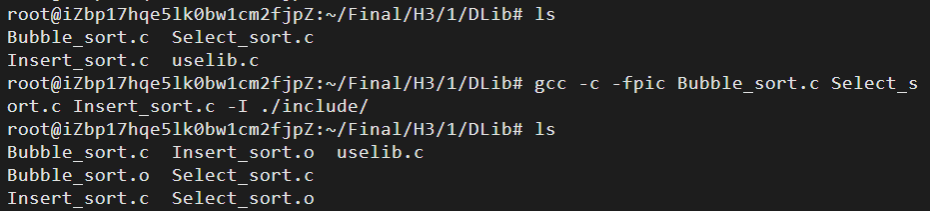 root@iZbp17hqe5lk0bw1cm2fjpZ:~/Final/H3/1/DLib# ls
Bubble_sort.c  Select_sort.c
Insert_sort.c  uselib.c
root@iZbp17hqe5lk0bw1cm2fjpZ:~/Final/H3/1/DLib# gcc -c -fpic Bubble_sort.c Select_s
ort.c Insert_sort.c -I ./include/
root@iZbp17hqe5lk0bw1cm2fjpZ:~/Final/H3/1/DLib# ls
Bubble_sort.c  Insert_sort.o  uselib.c
Bubble_sort.o  Select_sort.c
Insert_sort.c  Select_sort.o